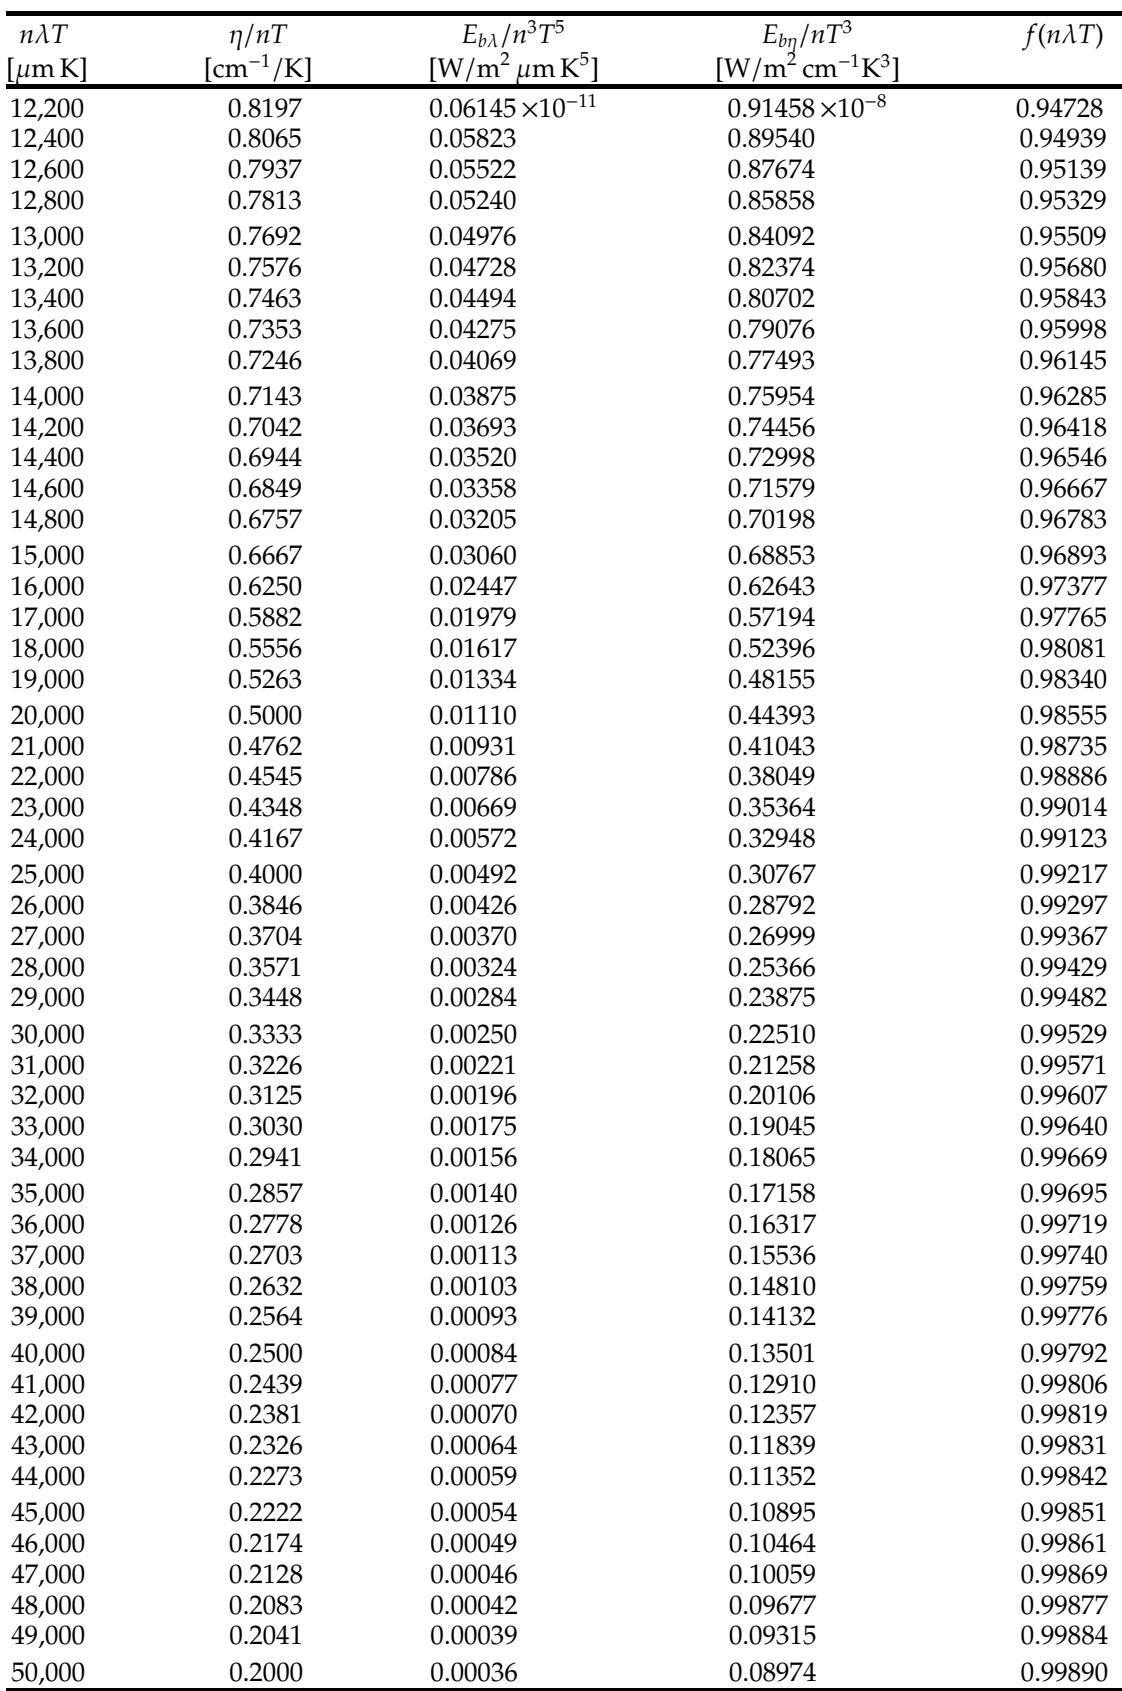 nλT η/nT E_bλ/n³T⁵ E_bη/nT³ f(nλT)
[μm K] [cm⁻¹/K] [W/m² μm K⁵] [W/m² cm⁻¹K³]
12,200 0.8197 0.06145 ×10⁻¹¹ 0.91458 ×10⁻⁸ 0.94728
12,400 0.8065 0.05823 0.89540 0.94939
12,600 0.7937 0.05522 0.87674 0.95139
12,800 0.7813 0.05240 0.85858 0.95329
13,000 0.7692 0.04976 0.84092 0.95509
13,200 0.7576 0.04728 0.82374 0.95680
13,400 0.7463 0.04494 0.80702 0.95843
13,600 0.7353 0.04275 0.79076 0.95998
13,800 0.7246 0.04069 0.77493 0.96145
14,000 0.7143 0.03875 0.75954 0.96285
14,200 0.7042 0.03693 0.74456 0.96418
14,400 0.6944 0.03520 0.72998 0.96546
14,600 0.6849 0.03358 0.71579 0.96667
14,800 0.6757 0.03205 0.70198 0.96783
15,000 0.6667 0.03060 0.68853 0.96893
16,000 0.6250 0.02447 0.62643 0.97377
17,000 0.5882 0.01979 0.57194 0.97765
18,000 0.5556 0.01617 0.52396 0.98081
19,000 0.5263 0.01334 0.48155 0.98340
20,000 0.5000 0.01110 0.44393 0.98555
21,000 0.4762 0.00931 0.41043 0.98735
22,000 0.4545 0.00786 0.38049 0.98886
23,000 0.4348 0.00669 0.35364 0.99014
24,000 0.4167 0.00572 0.32948 0.99123
25,000 0.4000 0.00492 0.30767 0.99217
26,000 0.3846 0.00426 0.28792 0.99297
27,000 0.3704 0.00370 0.26999 0.99367
28,000 0.3571 0.00324 0.25366 0.99429
29,000 0.3448 0.00284 0.23875 0.99482
30,000 0.3333 0.00250 0.22510 0.99529
31,000 0.3226 0.00221 0.21258 0.99571
32,000 0.3125 0.00196 0.20106 0.99607
33,000 0.3030 0.00175 0.19045 0.99640
34,000 0.2941 0.00156 0.18065 0.99669
35,000 0.2857 0.00140 0.17158 0.99695
36,000 0.2778 0.00126 0.16317 0.99719
37,000 0.2703 0.00113 0.15536 0.99740
38,000 0.2632 0.00103 0.14810 0.99759
39,000 0.2564 0.00093 0.14132 0.99776
40,000 0.2500 0.00084 0.13501 0.99792
41,000 0.2439 0.00077 0.12910 0.99806
42,000 0.2381 0.00070 0.12357 0.99819
43,000 0.2326 0.00064 0.11839 0.99831
44,000 0.2273 0.00059 0.11352 0.99842
45,000 0.2222 0.00054 0.10895 0.99851
46,000 0.2174 0.00049 0.10464 0.99861
47,000 0.2128 0.00046 0.10059 0.99869
48,000 0.2083 0.00042 0.09677 0.99877
49,000 0.2041 0.00039 0.09315 0.99884
50,000 0.2000 0.00036 0.08974 0.99890